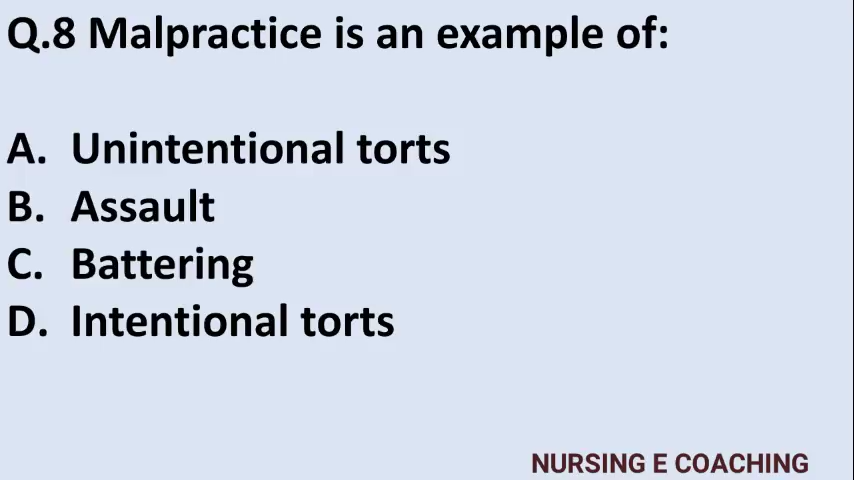 Q.8 Malpractice is an example of:
A. Unintentional torts
B. Assault
C. Battering
D. Intentional torts
NURSING E COACHING